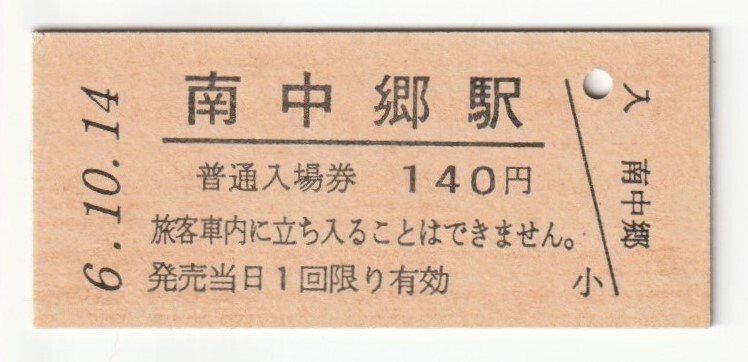 6.10.14
南中郷駅
普通入場券 140円
旅客車内に立ち入ることはできません。
発売当日1回限り有効
小
入 南中郷